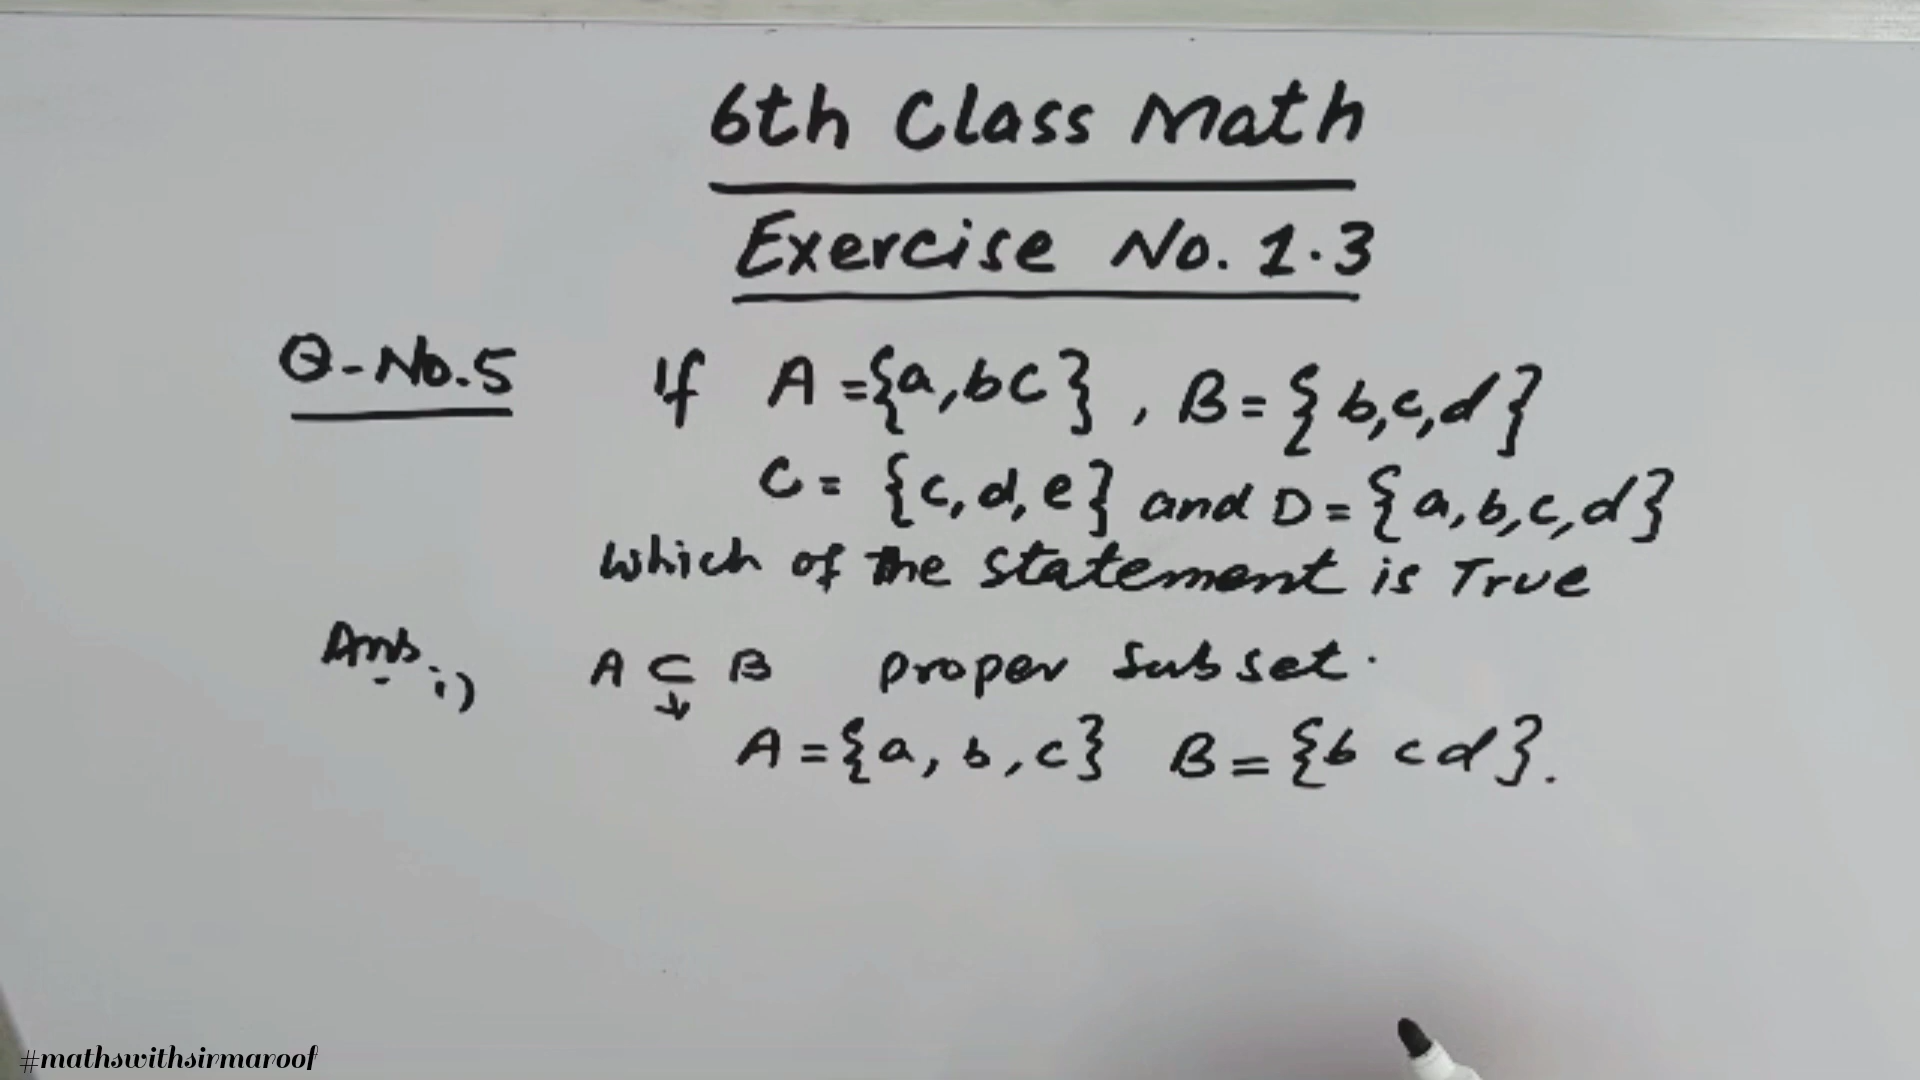 6th Class Math
Exercise No. 1.3
Q-No.5 If A={a,bc}, B={b,c,d}
C={c,d,e} and D={a,b,c,d}
Which of the statement is True
Ans. i) A ⊂ B proper subset.
↓
A={a,b,c} B={b c d}.
#mathswithsirmaroof